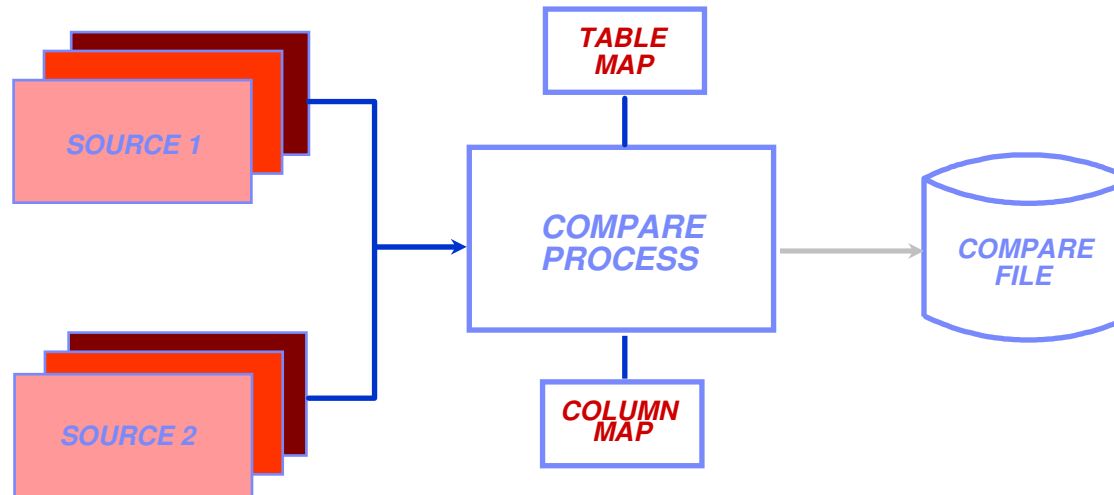 TABLE
MAP
SOURCE 1
COMPARE
PROCESS
COMPARE
FILE
SOURCE 2
COLUMN
MAP